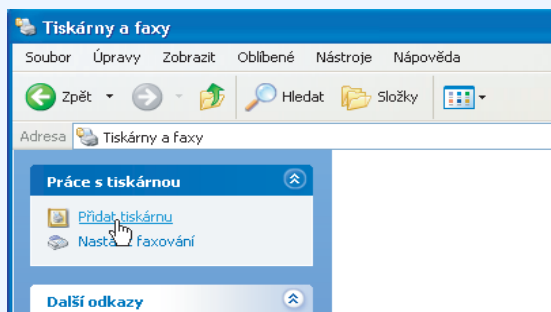 Tiskárny a faxy
Soubor Úpravy Zobrazit Oblíbené Nástroje Nápověda
Zpět Hledat Složky
Adresa Tiskárny a faxy
Práce s tiskárnou
Přidat tiskárnu
faxování
Další odkazy